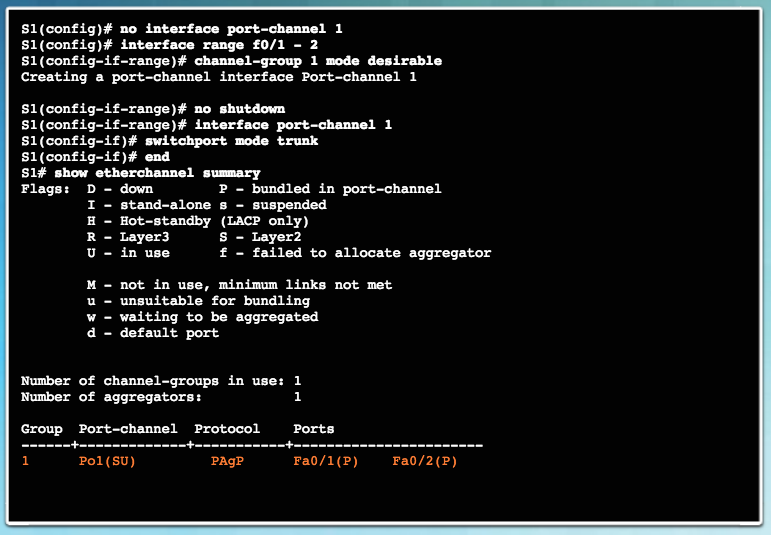 S1(config)# no interface port-channel 1
S1(config)# interface range f0/1 - 2
S1(config-if-range)# channel-group 1 mode desirable
Creating a port-channel interface Port-channel 1
S1(config-if-range)# no shutdown
S1(config-if-range)# interface port-channel 1
S1(config-if)# switchport mode trunk
S1(config-if)# end
S1# show etherchannel summary
Flags:  D - down        P - bundled in port-channel
        I - stand-alone s - suspended
        H - Hot-standby (LACP only)
        R - Layer3      S - Layer2
        U - in use      f - failed to allocate aggregator
        M - not in use, minimum links not met
        u - unsuitable for bundling
        w - waiting to be aggregated
        d - default port
Number of channel-groups in use: 1
Number of aggregators:           1
Group  Port-channel  Protocol    Ports
------+-------------+-----------+-----------------------
1      Po1(SU)         PAgP      Fa0/1(P)    Fa0/2(P)